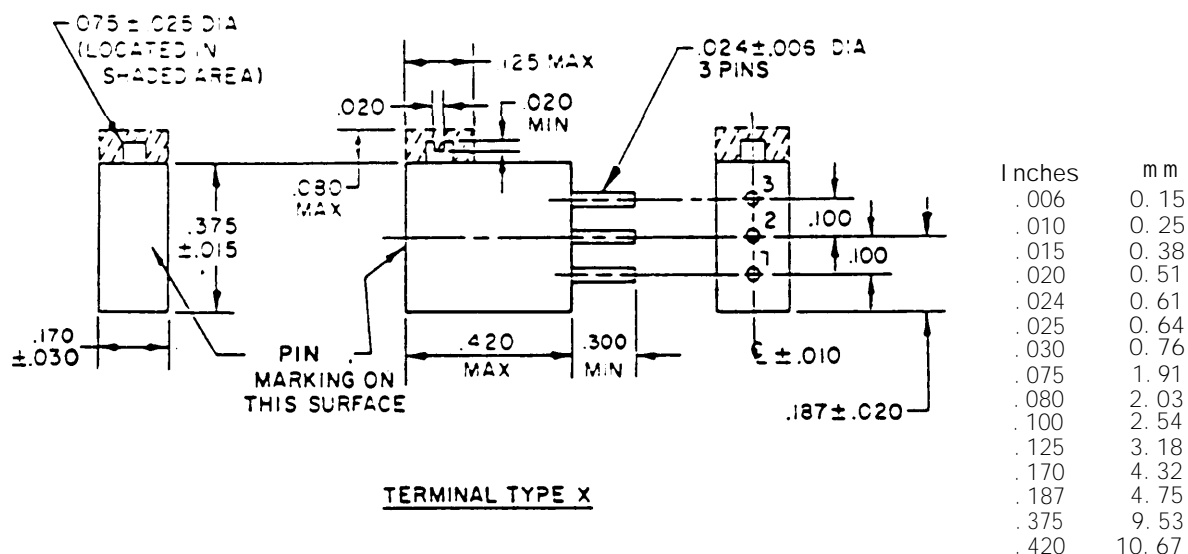 .075 ± .025 DIA
(LOCATED IN
SHADED AREA)
.125 MAX
.024±.006 DIA
3 PINS
.020
.020
MIN
.080
MAX
.375
±.015
3
2
1
.100
.100
.170
±.030
PIN
MARKING ON
THIS SURFACE
.420
MAX
.300
MIN
℄ ±.010
.187±.020
TERMINAL TYPE X
Inches mm
.006 0.15
.010 0.25
.015 0.38
.020 0.51
.024 0.61
.025 0.64
.030 0.76
.075 1.91
.080 2.03
.100 2.54
.125 3.18
.170 4.32
.187 4.75
.375 9.53
.420 10.67